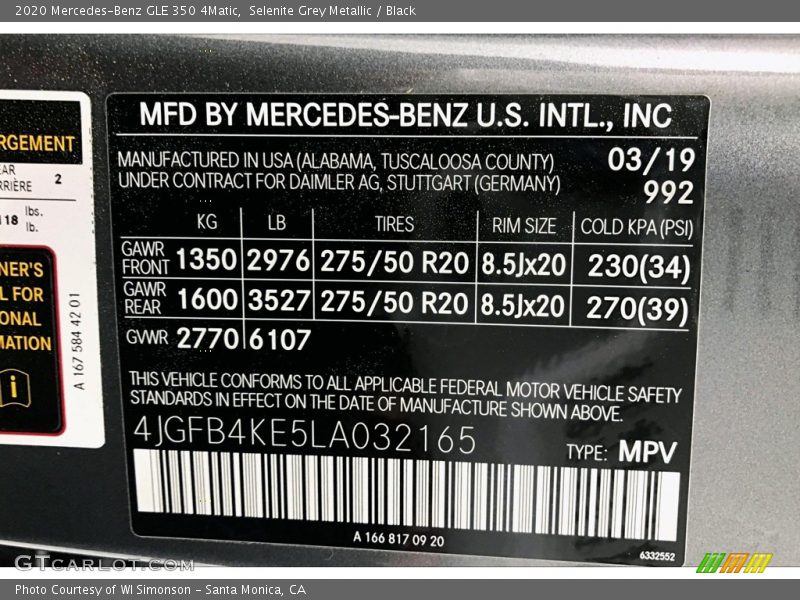 2020 Mercedes-Benz GLE 350 4Matic,  Selenite Grey Metallic / Black
RGEMENT
2
118 lbs.
lb.
NER'S
L FOR
ONAL
MATION
i
A 167 584 42 01
MFD BY MERCEDES-BENZ U.S. INTL., INC
MANUFACTURED IN USA (ALABAMA, TUSCALOOSA COUNTY) 03/19
UNDER CONTRACT FOR DAIMLER AG, STUTTGART (GERMANY) 992
KG LB TIRES RIM SIZE COLD KPA (PSI)
GAWR FRONT 1350 2976 275/50 R20 8.5Jx20 230(34)
GAWR REAR 1600 3527 275/50 R20 8.5Jx20 270(39)
GVWR 2770 6107
THIS VEHICLE CONFORMS TO ALL APPLICABLE FEDERAL MOTOR VEHICLE SAFETY
STANDARDS IN EFFECT ON THE DATE OF MANUFACTURE SHOWN ABOVE.
4JGFB4KE5LA032165 TYPE: MPV
A 166 817 09 20
6332552
GTcarlot.com
Photo Courtesy of WI Simonson - Santa Monica, CA